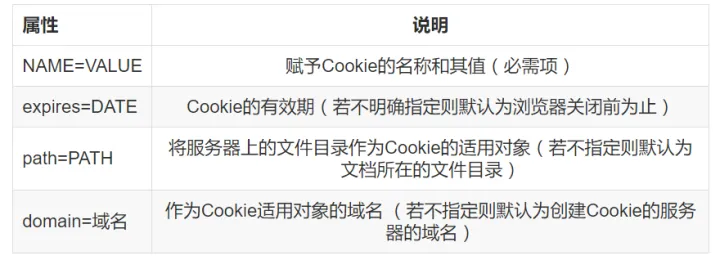 属性 说明
NAME=VALUE 赋予Cookie的名称和其值（必需项）
expires=DATE Cookie的有效期（若不明确指定则默认为浏览器关闭前为止）
path=PATH 将服务器上的文件目录作为Cookie的适用对象（若不指定则默认为
文档所在的文件目录）
domain=域名 作为Cookie适用对象的域名 （若不指定则默认为创建Cookie的服务
器的域名）